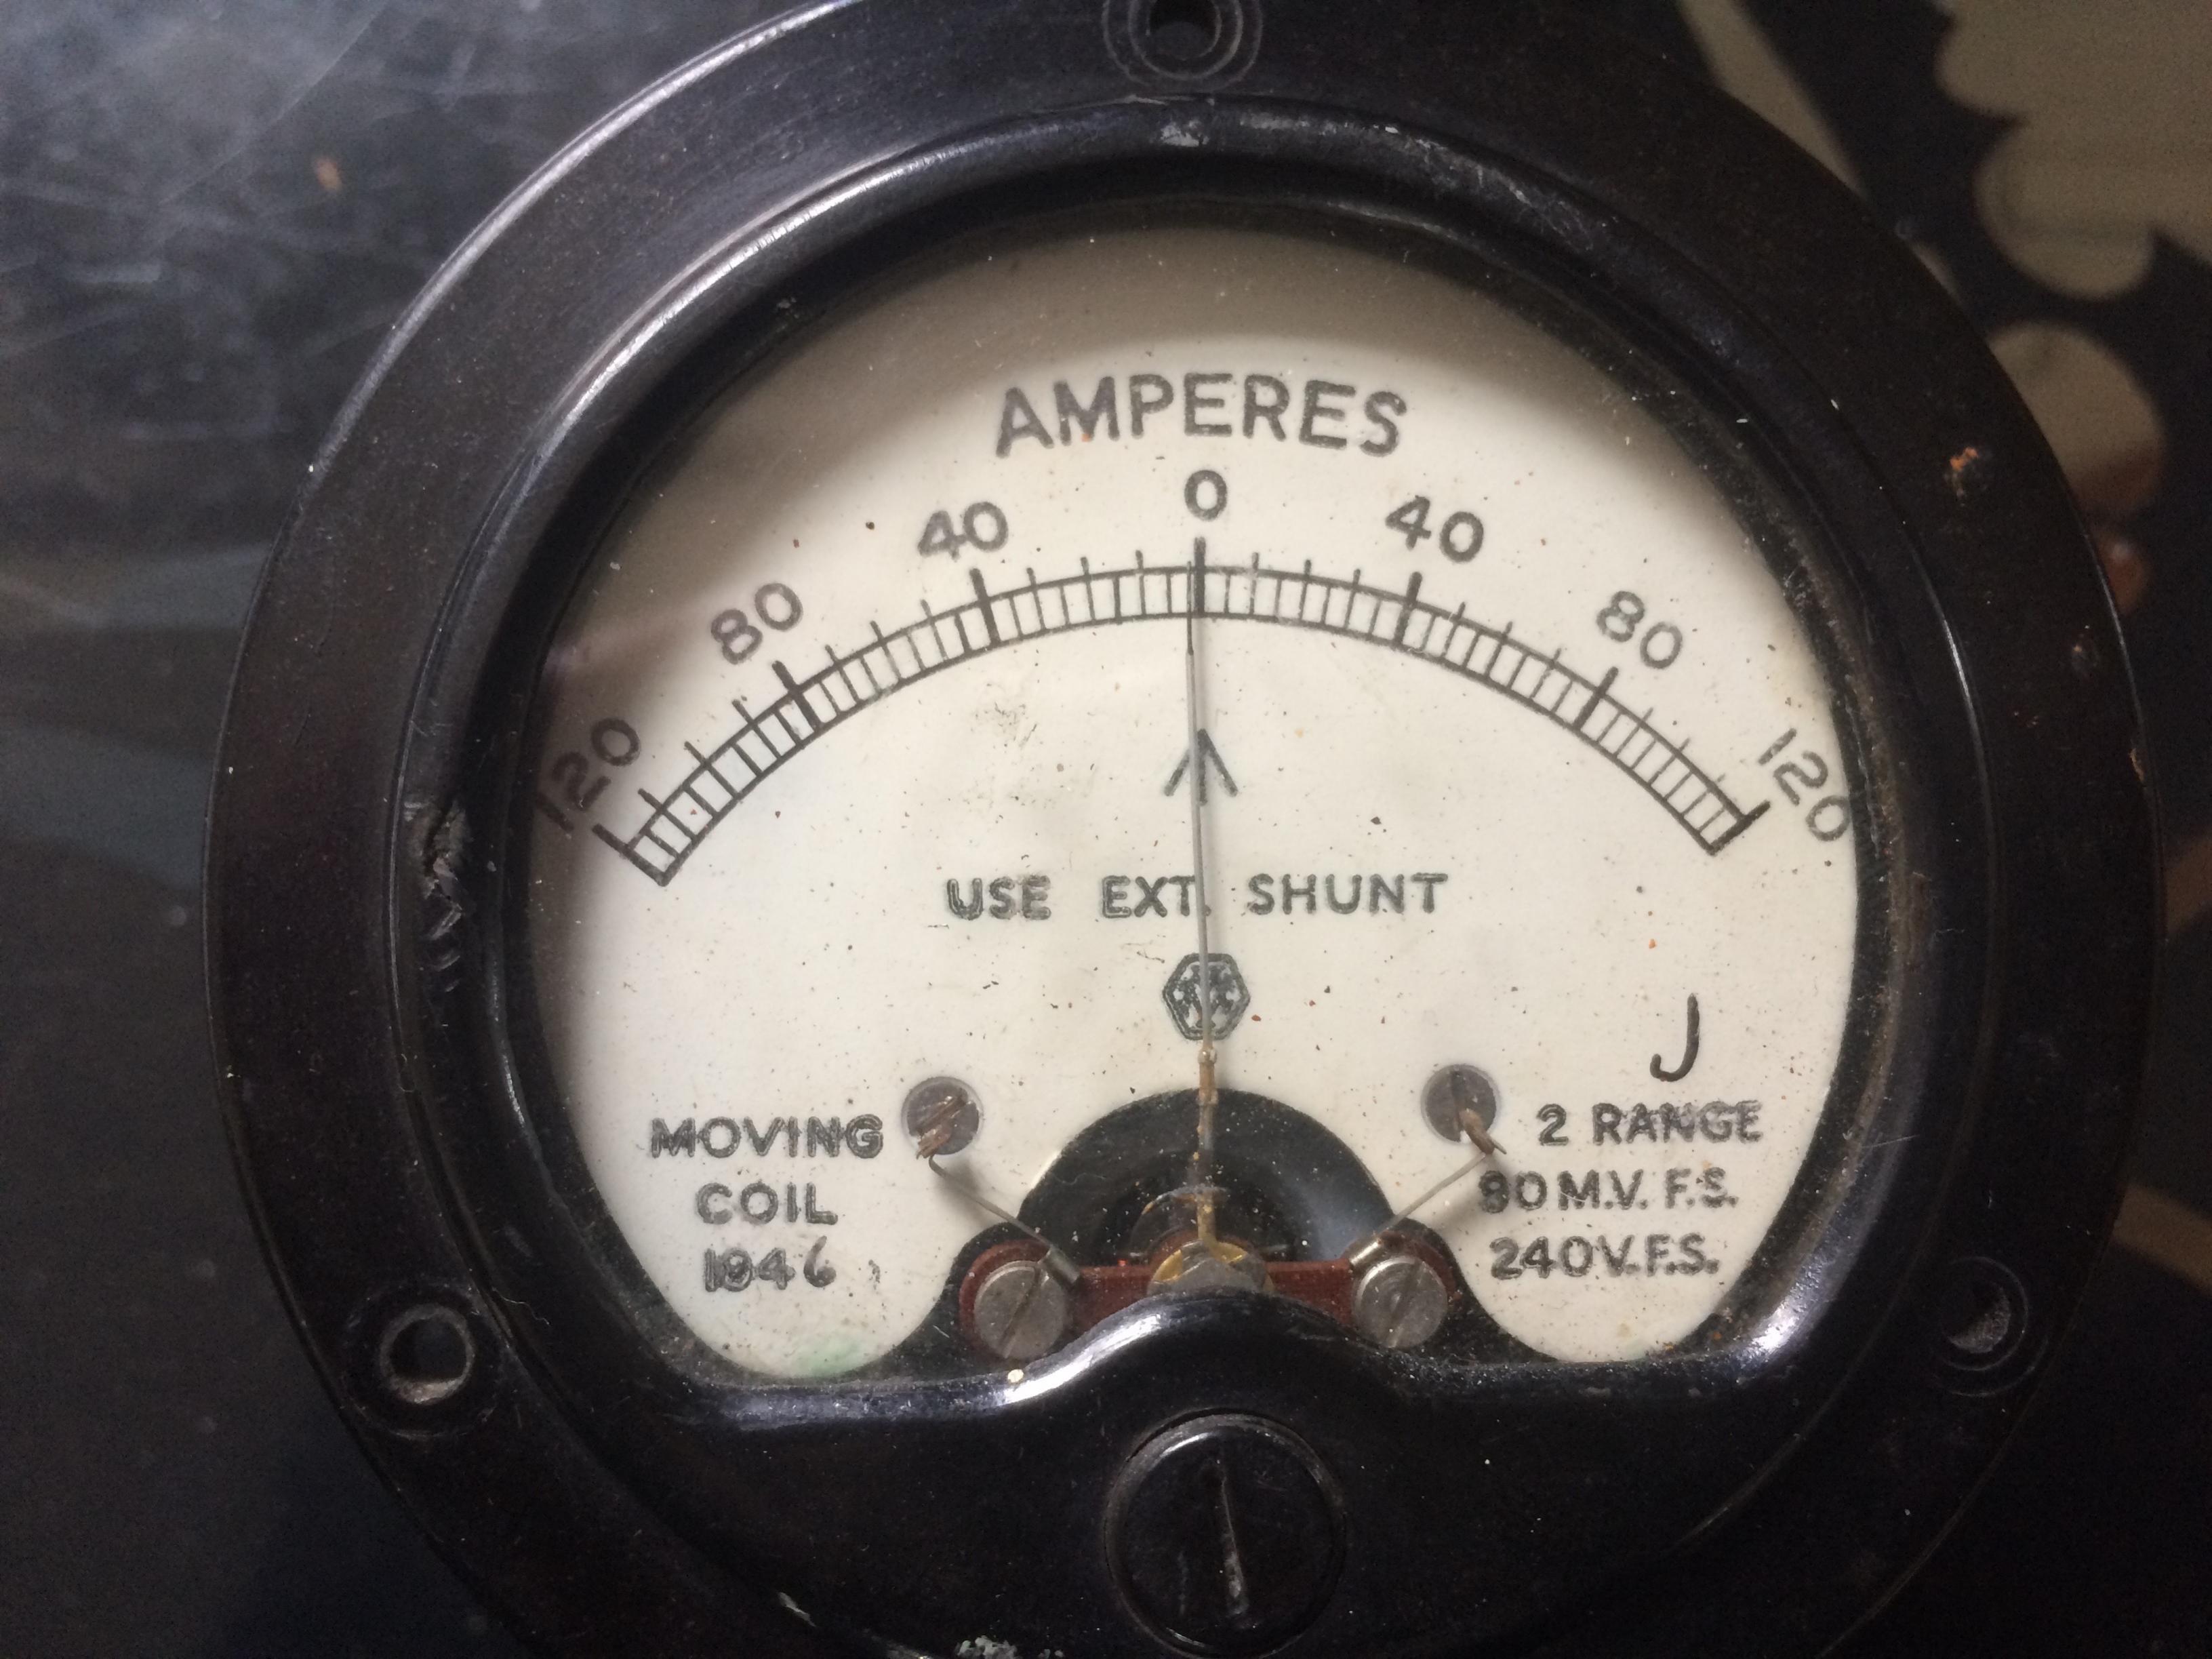 AMPERES
120 80 40 0 40 80 120
USE EXT. SHUNT
J
MOVING
COIL
1946
2 RANGE
80 M.V. F.S.
240V.F.S.